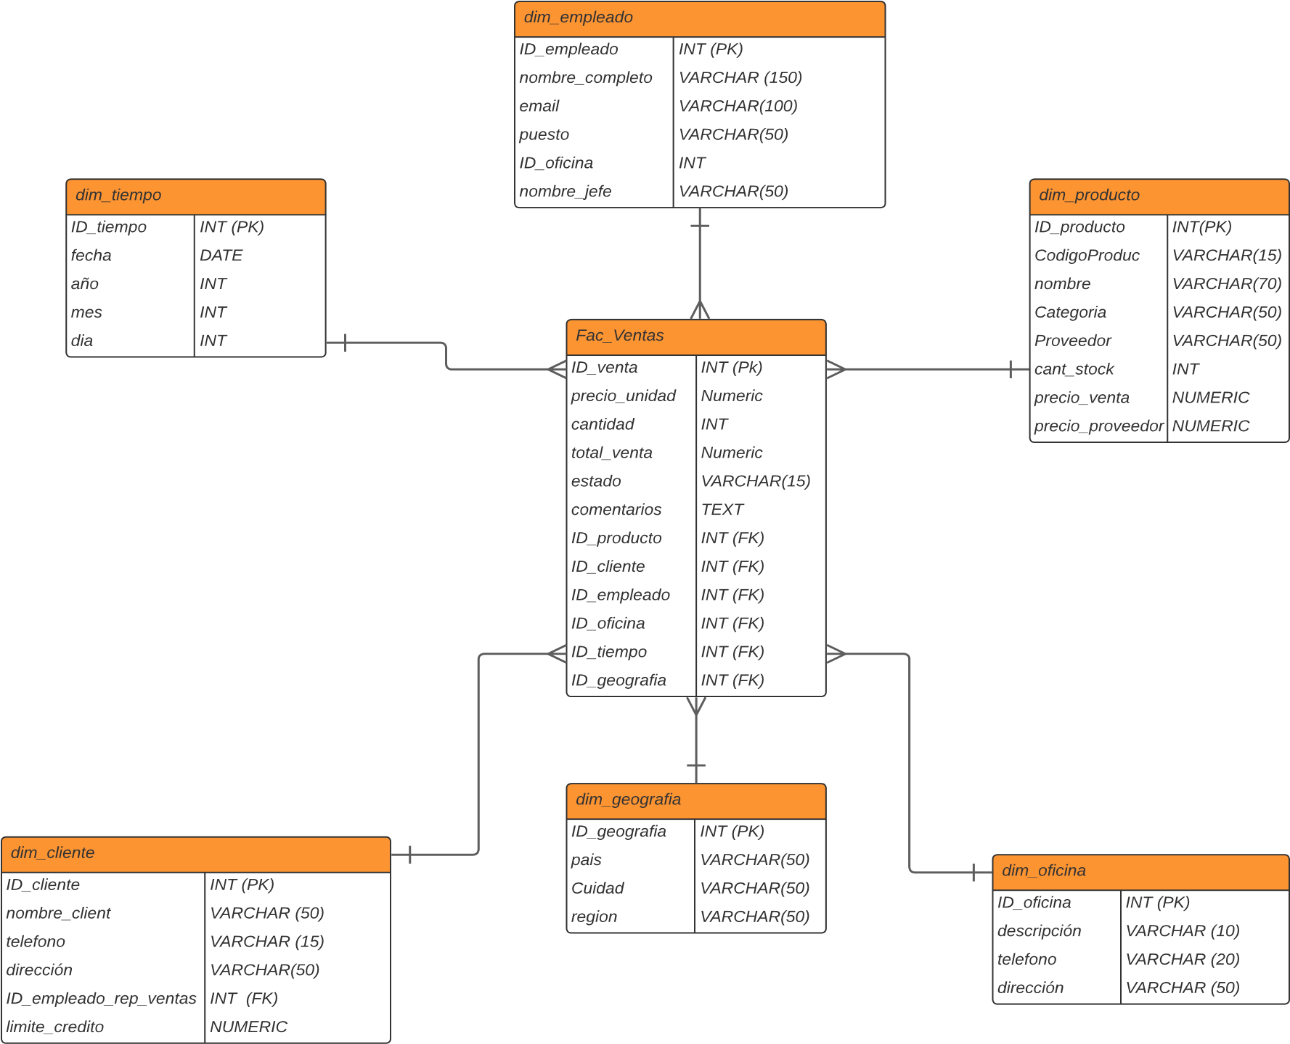 dim_empleado
ID_empleado INT (PK)
nombre_completo VARCHAR (150)
email VARCHAR(100)
puesto VARCHAR(50)
ID_oficina INT
nombre_jefe VARCHAR(50)
dim_tiempo
ID_tiempo INT (PK)
fecha DATE
año INT
mes INT
dia INT
dim_producto
ID_producto INT(PK)
CodigoProduc VARCHAR(15)
nombre VARCHAR(70)
Categoria VARCHAR(50)
Proveedor VARCHAR(50)
cant_stock INT
precio_venta NUMERIC
precio_proveedor NUMERIC
Fac_Ventas
ID_venta INT (Pk)
precio_unidad Numeric
cantidad INT
total_venta Numeric
estado VARCHAR(15)
comentarios TEXT
ID_producto INT (FK)
ID_cliente INT (FK)
ID_empleado INT (FK)
ID_oficina INT (FK)
ID_tiempo INT (FK)
ID_geografia INT (FK)
dim_geografia
ID_geografia INT (PK)
pais VARCHAR(50)
Cuidad VARCHAR(50)
region VARCHAR(50)
dim_cliente
ID_cliente INT (PK)
nombre_client VARCHAR (50)
telefono VARCHAR (15)
dirección VARCHAR(50)
ID_empleado_rep_ventas INT (FK)
limite_credito NUMERIC
dim_oficina
ID_oficina INT (PK)
descripción VARCHAR (10)
telefono VARCHAR (20)
dirección VARCHAR (50)